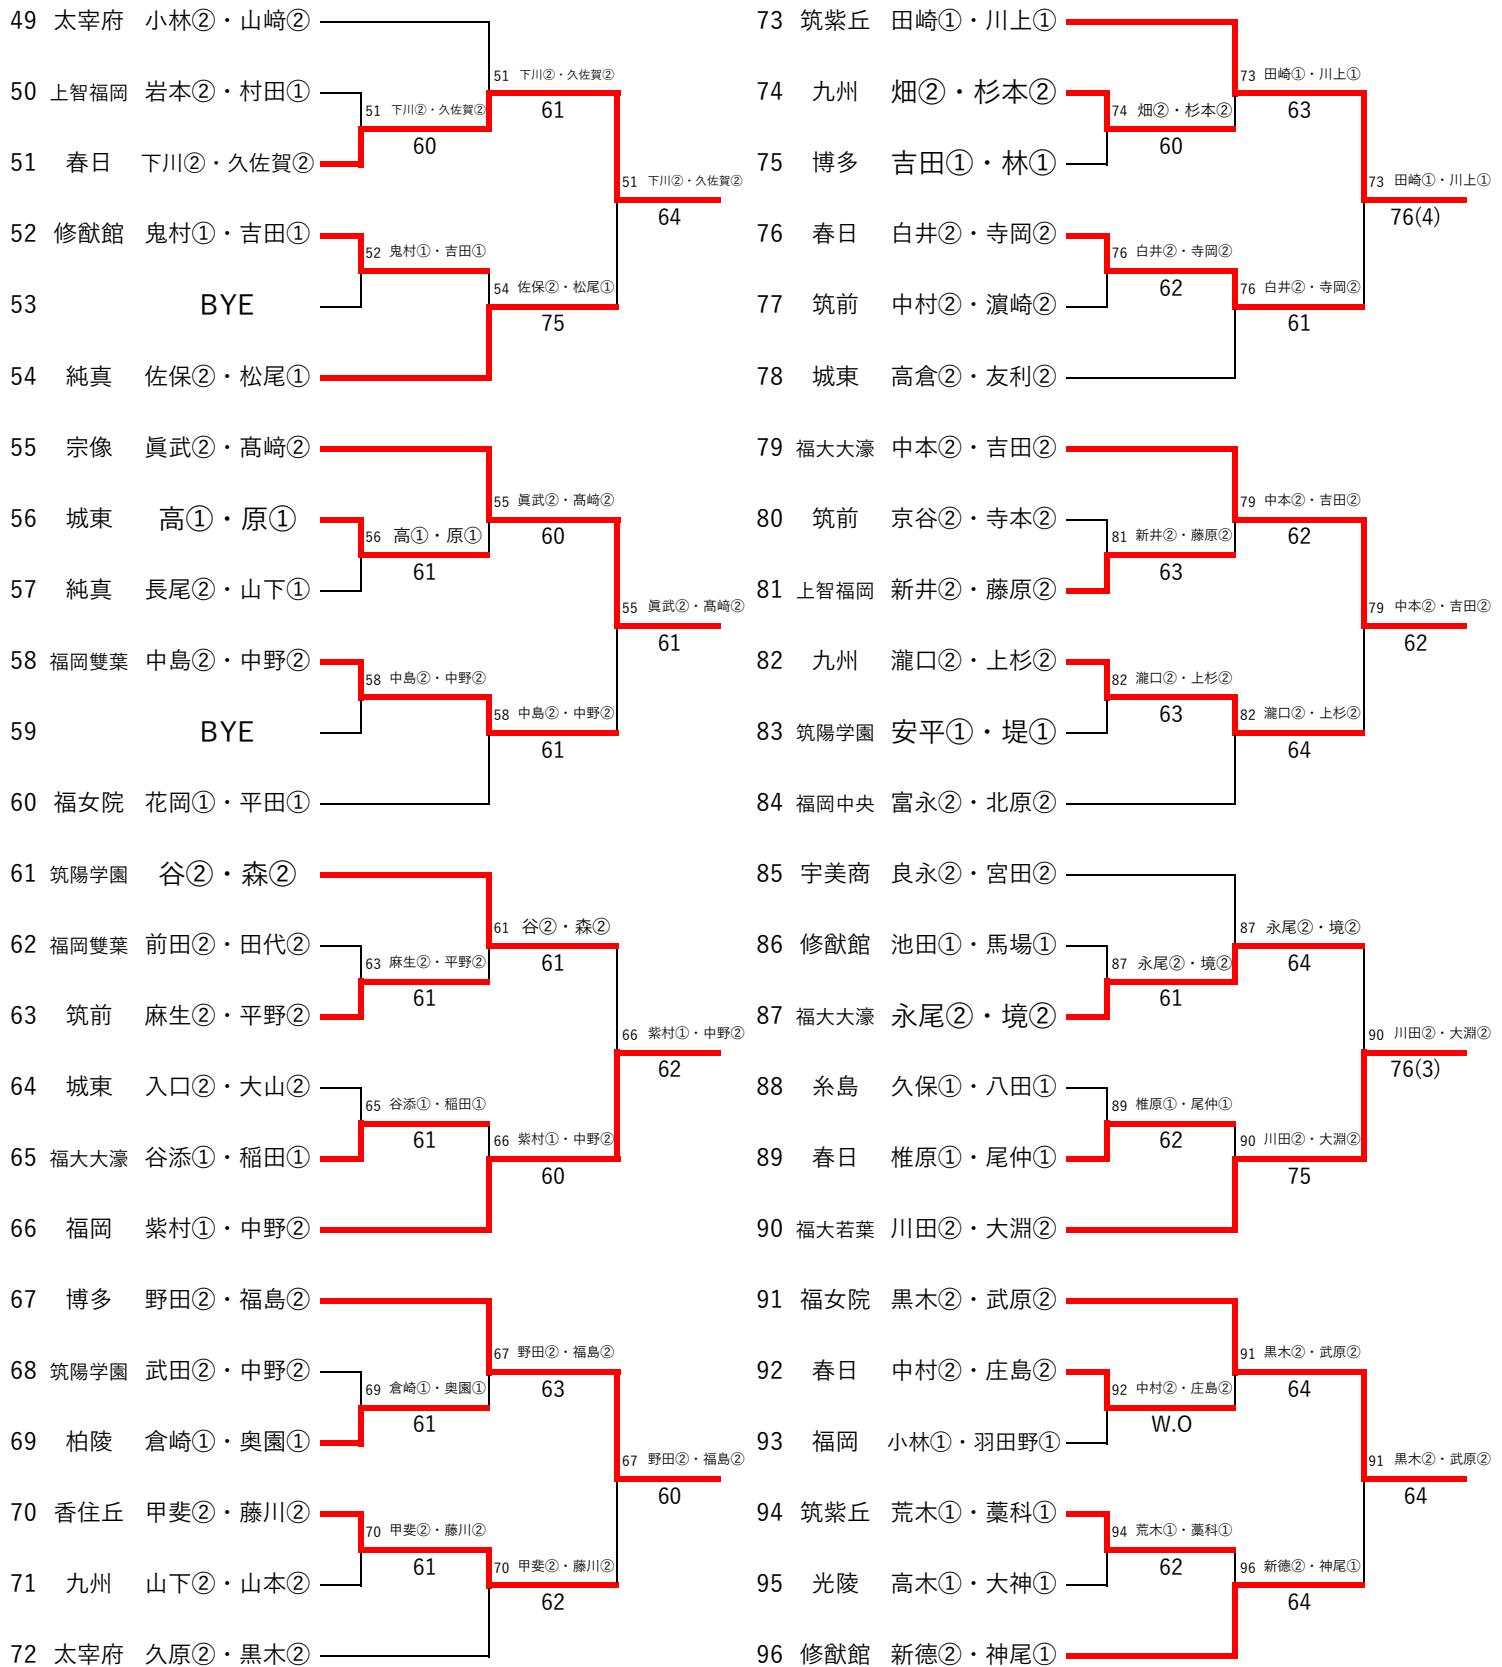 49 太宰府 小林②・山﨑②
51 下川②・久佐賀②
61
50 上智福岡 岩本②・村田①
51 下川②・久佐賀②
60
51 春日 下川②・久佐賀②
51 下川②・久佐賀②
64
52 修猷館 鬼村①・吉田①
52 鬼村①・吉田①
53 BYE
54 佐保②・松尾①
75
54 純真 佐保②・松尾①
55 宗像 眞武②・髙﨑②
55 眞武②・髙﨑②
60
56 城東 高①・原①
56 高①・原①
61
57 純真 長尾②・山下①
55 眞武②・髙﨑②
61
58 福岡雙葉 中島②・中野②
58 中島②・中野②
59 BYE
58 中島②・中野②
61
60 福女院 花岡①・平田①
61 筑陽学園 谷②・森②
61 谷②・森②
61
62 福岡雙葉 前田②・田代②
63 麻生②・平野②
61
63 筑前 麻生②・平野②
66 紫村①・中野②
62
64 城東 入口②・大山②
65 谷添①・稲田①
61
65 福大大濠 谷添①・稲田①
66 紫村①・中野②
60
66 福岡 紫村①・中野②
67 博多 野田②・福島②
67 野田②・福島②
63
68 筑陽学園 武田②・中野②
69 倉崎①・奥園①
61
69 柏陵 倉崎①・奥園①
67 野田②・福島②
60
70 香住丘 甲斐②・藤川②
70 甲斐②・藤川②
61
71 九州 山下②・山本②
70 甲斐②・藤川②
62
72 太宰府 久原②・黒木②
73 筑紫丘 田崎①・川上①
73 田崎①・川上①
63
74 九州 畑②・杉本②
74 畑②・杉本②
60
75 博多 吉田①・林①
73 田崎①・川上①
76(4)
76 春日 白井②・寺岡②
76 白井②・寺岡②
62
77 筑前 中村②・濵崎②
76 白井②・寺岡②
61
78 城東 高倉②・友利②
79 福大大濠 中本②・吉田②
79 中本②・吉田②
62
80 筑前 京谷②・寺本②
81 新井②・藤原②
63
81 上智福岡 新井②・藤原②
79 中本②・吉田②
62
82 九州 瀧口②・上杉②
82 瀧口②・上杉②
63
83 筑陽学園 安平①・堤①
82 瀧口②・上杉②
64
84 福岡中央 富永②・北原②
85 宇美商 良永②・宮田②
87 永尾②・境②
64
86 修猷館 池田①・馬場①
87 永尾②・境②
61
87 福大大濠 永尾②・境②
90 川田②・大淵②
76(3)
88 糸島 久保①・八田①
89 椎原①・尾仲①
62
89 春日 椎原①・尾仲①
90 川田②・大淵②
75
90 福大若葉 川田②・大淵②
91 福女院 黒木②・武原②
91 黒木②・武原②
64
92 春日 中村②・庄島②
92 中村②・庄島②
W.O
93 福岡 小林①・羽田野①
91 黒木②・武原②
64
94 筑紫丘 荒木①・藁科①
94 荒木①・藁科①
62
95 光陵 高木①・大神①
96 新德②・神尾①
64
96 修猷館 新德②・神尾①